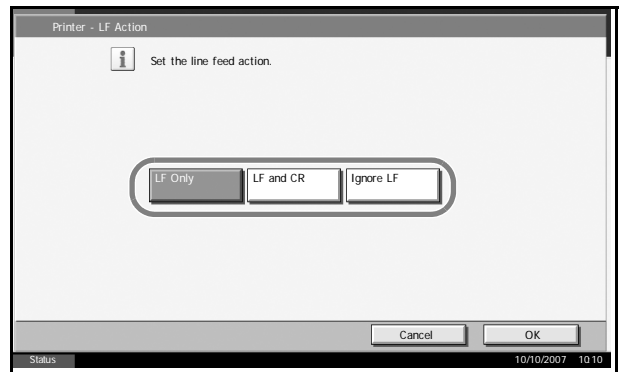 Printer - LF Action
Set the line feed action.
LF Only LF and CR Ignore LF
Cancel OK
Status 10/10/2007 10:10